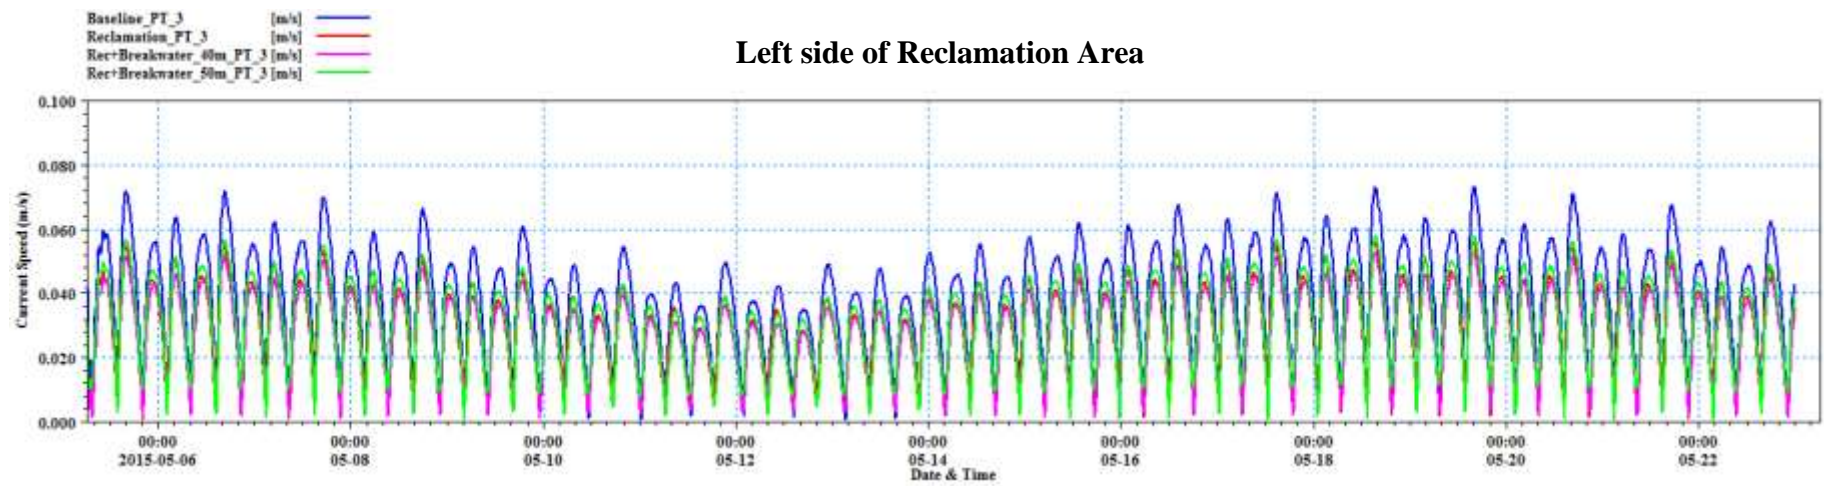 Baseline_PT_3 [m/s]
Reclamation_PT_3 [m/s]
Rec+Breakwater_40m_PT_3 [m/s]
Rec+Breakwater_50m_PT_3 [m/s]
Left side of Reclamation Area
Current Speed (m/s)
0.100
0.080
0.060
0.040
0.020
0.000
00:00 00:00 00:00 00:00 00:00 00:00 00:00 00:00 00:00
2015-05-06 05-08 05-10 05-12 05-14 05-16 05-18 05-20 05-22
Date & Time